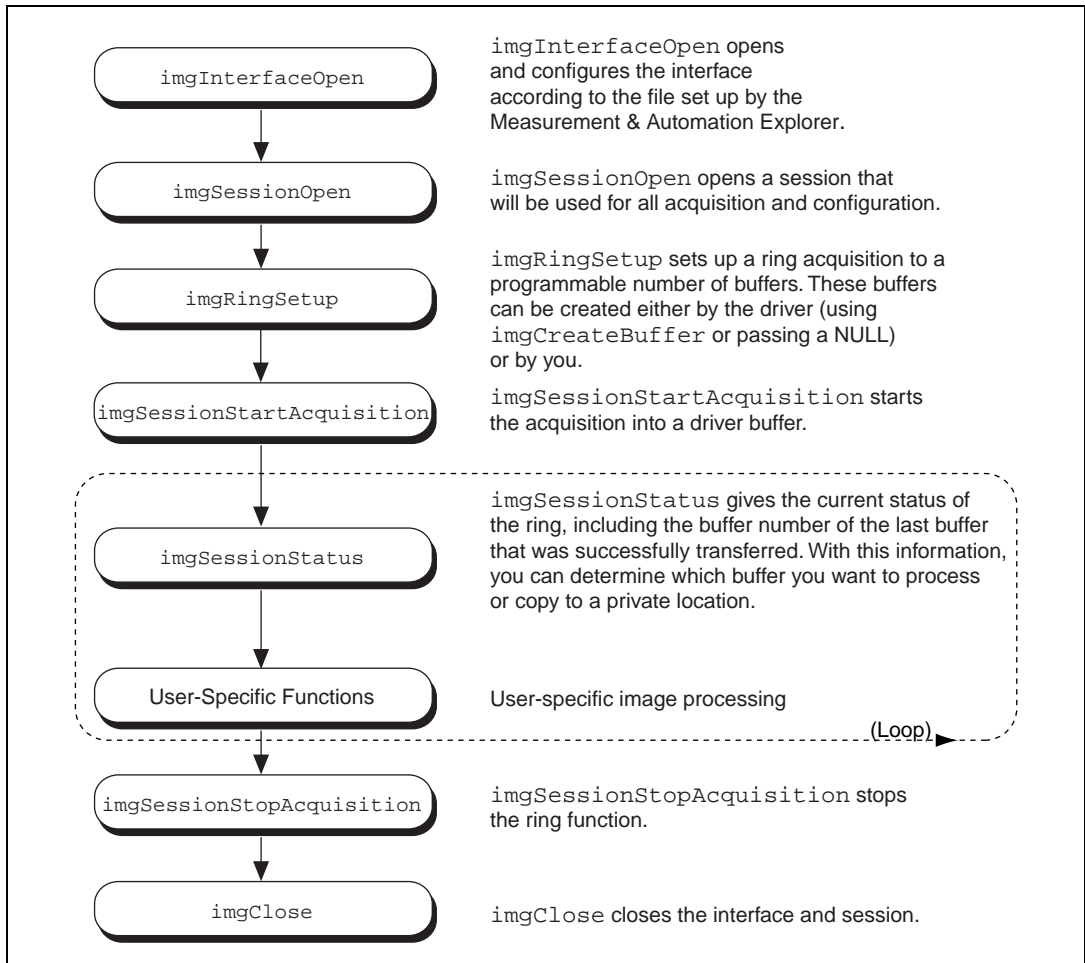 imgInterfaceOpen
imgInterfaceOpen opens
and configures the interface
according to the file set up by the
Measurement & Automation Explorer.
imgSessionOpen
imgSessionOpen opens a session that
will be used for all acquisition and configuration.
imgRingSetup
imgRingSetup sets up a ring acquisition to a
programmable number of buffers. These buffers
can be created either by the driver (using
imgCreateBuffer or passing a NULL)
or by you.
imgSessionStartAcquisition
imgSessionStartAcquisition starts
the acquisition into a driver buffer.
imgSessionStatus
imgSessionStatus gives the current status of
the ring, including the buffer number of the last buffer
that was successfully transferred. With this information,
you can determine which buffer you want to process
or copy to a private location.
User-Specific Functions
User-specific image processing
(Loop)
imgSessionStopAcquisition
imgSessionStopAcquisition stops
the ring function.
imgClose
imgClose closes the interface and session.